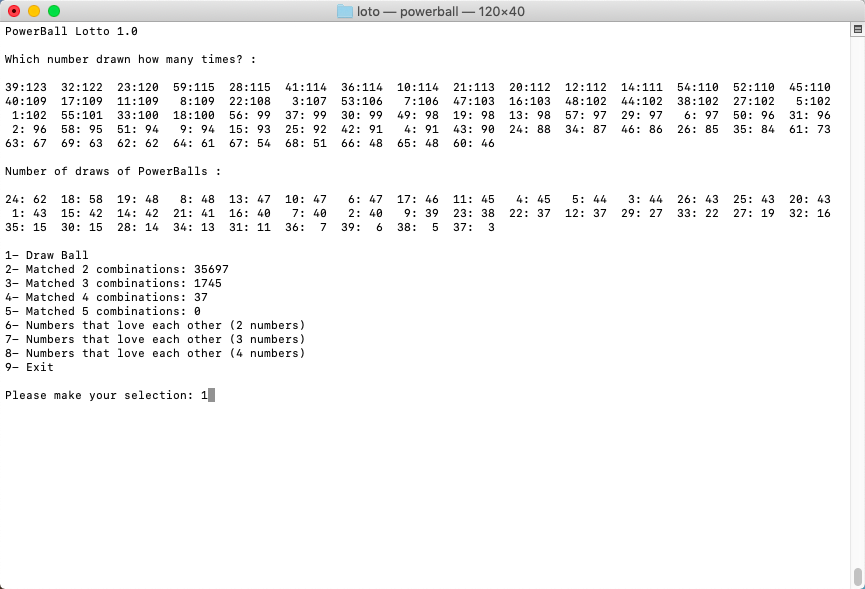 loto — powerball — 120×40
PowerBall Lotto 1.0
Which number drawn how many times? :
39:123  32:122  23:120  59:115  28:115  41:114  36:114  10:114  21:113  20:112  12:112  14:111  54:110  52:110  45:110
40:109  17:109  11:109   8:109  22:108   3:107  53:106   7:106  47:103  16:103  48:102  44:102  38:102  27:102   5:102
 1:102  55:101  33:100  18:100  56: 99  37: 99  30: 99  49: 98  19: 98  13: 98  57: 97  29: 97   6: 97  50: 96  31: 96
 2: 96  58: 95  51: 94   9: 94  15: 93  25: 92  42: 91   4: 91  43: 90  24: 88  34: 87  46: 86  26: 85  35: 84  61: 73
63: 67  69: 63  62: 62  64: 61  67: 54  68: 51  66: 48  65: 48  60: 46
Number of draws of PowerBalls :
24: 62  18: 58  19: 48   8: 48  13: 47  10: 47   6: 47  17: 46  11: 45   4: 45   5: 44   3: 44  26: 43  25: 43  20: 43
 1: 43  15: 42  14: 42  21: 41  16: 40   7: 40   2: 40   9: 39  23: 38  22: 37  12: 37  29: 27  33: 22  27: 19  32: 16
35: 15  30: 15  28: 14  34: 13  31: 11  36:  7  39:  6  38:  5  37:  3
1– Draw Ball
2– Matched 2 combinations: 35697
3– Matched 3 combinations: 1745
4– Matched 4 combinations: 37
5– Matched 5 combinations: 0
6– Numbers that love each other (2 numbers)
7– Numbers that love each other (3 numbers)
8– Numbers that love each other (4 numbers)
9– Exit
Please make your selection: 1